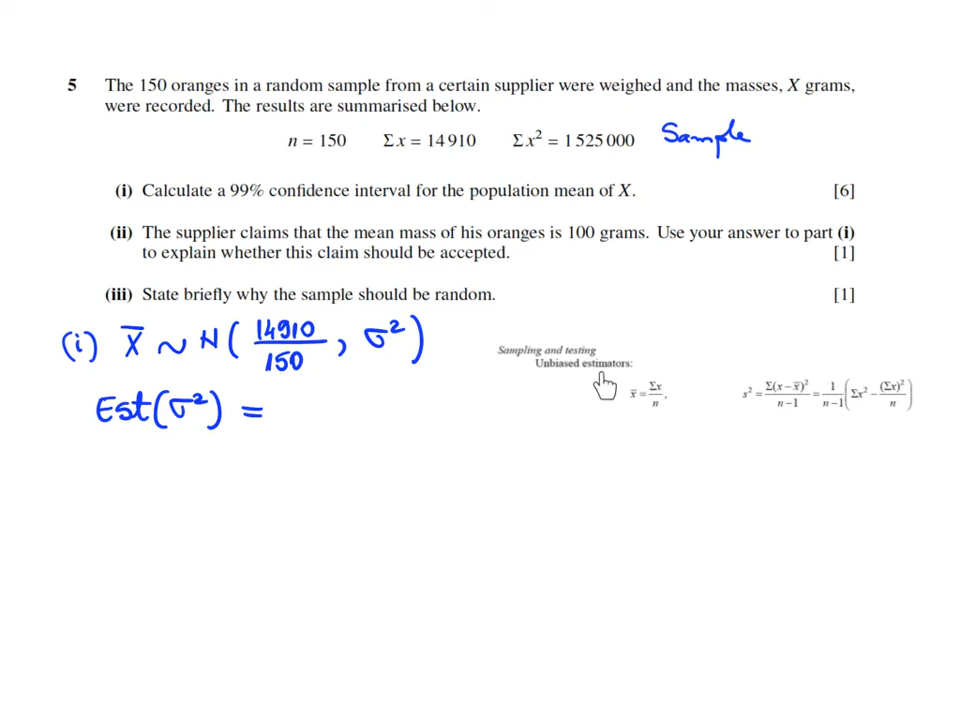 5 The 150 oranges in a random sample from a certain supplier were weighed and the masses, X grams,
were recorded. The results are summarised below.
n = 150 Σx = 14 910 Σx² = 1 525 000 Sample
(i) Calculate a 99% confidence interval for the population mean of X. [6]
(ii) The supplier claims that the mean mass of his oranges is 100 grams. Use your answer to part (i)
to explain whether this claim should be accepted. [1]
(iii) State briefly why the sample should be random. [1]
(i) X̄ ~ N(14910/150, σ²)
Sampling and testing
Unbiased estimators:
x̄ = Σx/n, s² = Σ(x−x̄)²/(n−1) = 1/(n−1) (Σx² − (Σx)²/n)
Est(σ²) =